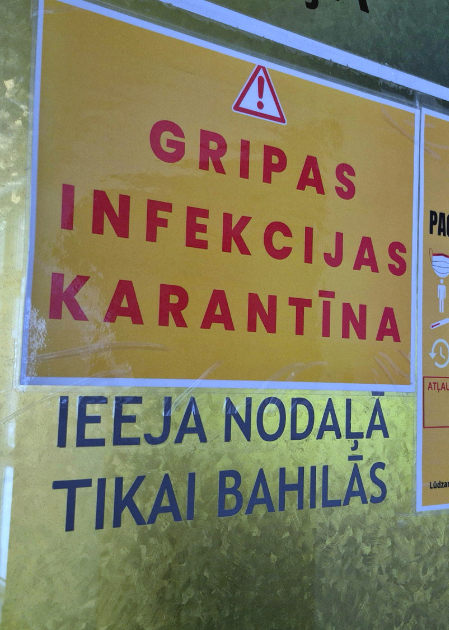 GRIPAS
INFEKCIJAS
KARANTĪNA
IEEJA NODAĻĀ
TIKAI BAHILĀS